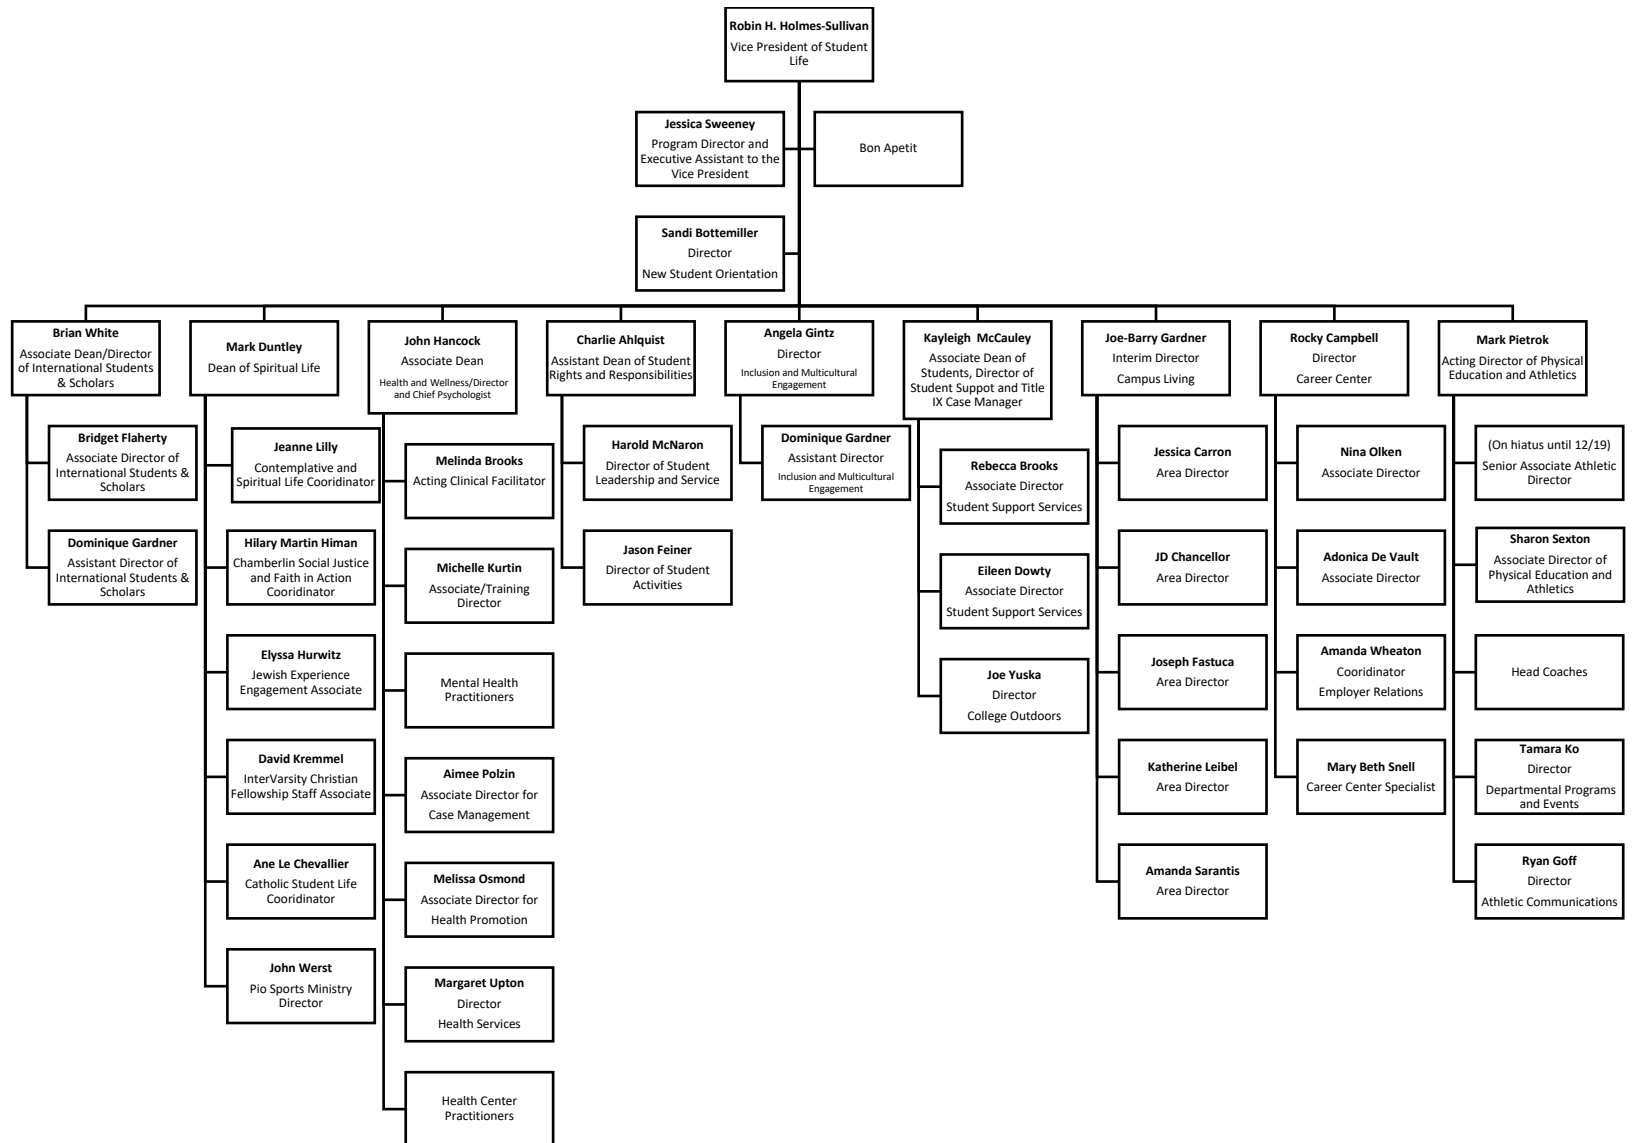 Robin H. Holmes-Sullivan
Vice President of Student
Life
Jessica Sweeney
Program Director and
Executive Assistant to the
Vice President
Bon Apetit
Sandi Bottemiller
Director
New Student Orientation
Brian White
Associate Dean/Director
of International Students
& Scholars
Bridget Flaherty
Associate Director of
International Students &
Scholars
Dominique Gardner
Assistant Director of
International Students &
Scholars
Mark Duntley
Dean of Spiritual Life
Jeanne Lilly
Contemplative and
Spiritual Life Cooridinator
Hilary Martin Himan
Chamberlin Social Justice
and Faith in Action
Cooridinator
Elyssa Hurwitz
Jewish Experience
Engagement Associate
David Kremmel
InterVarsity Christian
Fellowship Staff Associate
Ane Le Chevallier
Catholic Student Life
Cooridinator
John Werst
Pio Sports Ministry
Director
John Hancock
Associate Dean
Health and Wellness/Director
and Chief Psychologist
Melinda Brooks
Acting Clinical Facilitator
Michelle Kurtin
Associate/Training
Director
Mental Health
Practitioners
Aimee Polzin
Associate Director for
Case Management
Melissa Osmond
Associate Director for
Health Promotion
Margaret Upton
Director
Health Services
Health Center
Practitioners
Charlie Ahlquist
Assistant Dean of Student
Rights and Responsibilities
Harold McNaron
Director of Student
Leadership and Service
Jason Feiner
Director of Student
Activities
Angela Gintz
Director
Inclusion and Multicultural
Engagement
Dominique Gardner
Assistant Director
Inclusion and Multicultural
Engagement
Kayleigh McCauley
Associate Dean of
Students, Director of
Student Suppot and Title
IX Case Manager
Rebecca Brooks
Associate Director
Student Support Services
Eileen Dowty
Associate Director
Student Support Services
Joe Yuska
Director
College Outdoors
Joe-Barry Gardner
Interim Director
Campus Living
Jessica Carron
Area Director
JD Chancellor
Area Director
Joseph Fastuca
Area Director
Katherine Leibel
Area Director
Amanda Sarantis
Area Director
Rocky Campbell
Director
Career Center
Nina Olken
Associate Director
Adonica De Vault
Associate Director
Amanda Wheaton
Cooridinator
Employer Relations
Mary Beth Snell
Career Center Specialist
Mark Pietrok
Acting Director of Physical
Education and Athletics
(On hiatus until 12/19)
Senior Associate Athletic
Director
Sharon Sexton
Associate Director of
Physical Education and
Athletics
Head Coaches
Tamara Ko
Director
Departmental Programs
and Events
Ryan Goff
Director
Athletic Communications